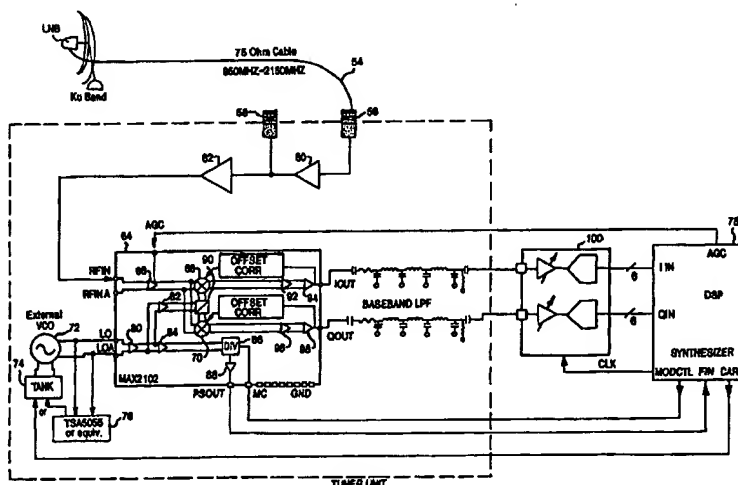 LNB
Ku Band
75 Ohm Cable
950MHZ-2150MHZ
54
58
56
62
60
AGC
64
78
RFIN
RFIN A
66
68
90
OFFSET
CORR
OFFSET
CORR
92
94
IOUT
BASEBAND LPF
QOUT
100
6
6
AGC
I IN
DSP
QIN
SYNTHESIZER
MODCTL
FIN
CAR
CLK
External
VCO
72
LO
LOA
80
82
84
70
DIV
86
88
96
98
74
TANK
or
TSA5055
or equiv.
76
MAX2102
PSOUT
MC
GND
TUNER UNIT